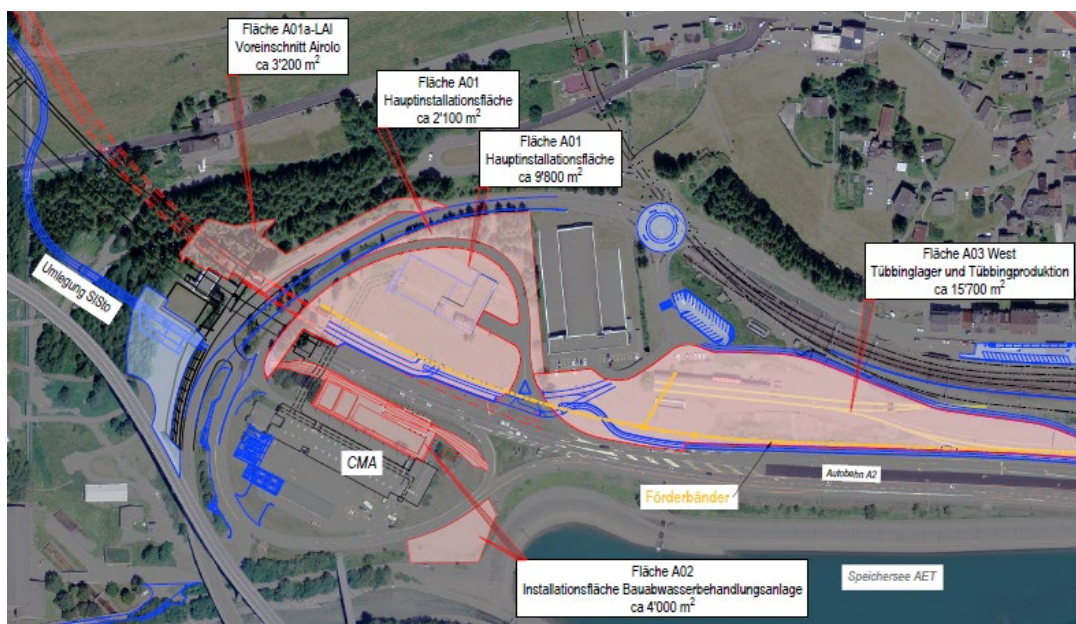 Fläche A01a-LAI
Voreinschnitt Airolo
ca 3'200 m²
Fläche A01
Hauptinstallationsfläche
ca 2'100 m²
Fläche A01
Hauptinstallationsfläche
ca 9'800 m²
Fläche A03 West
Tübbinglager und Tübbingproduktion
ca 15'700 m²
Umlegung SiSto
CMA
Autobahn A2
Förderbänder
Fläche A02
Installationsfläche Bauabwasserbehandlungsanlage
ca 4'000 m²
Speichersee AET